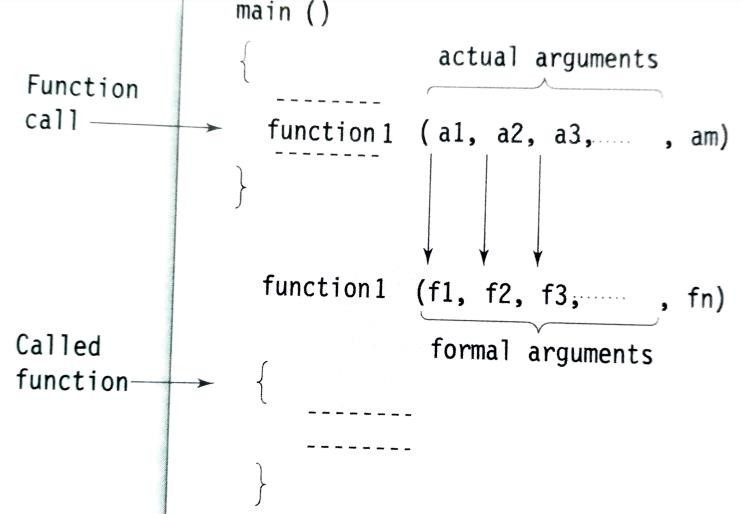 main ()
{
actual arguments
Function
call
- - - - - - - -
function1 ( a1, a2, a3,...... , am)
- - - - - - - -
}
function1 (f1, f2, f3,....... , fn)
formal arguments
Called
function
{
- - - - - - - -
- - - - - - - -
}